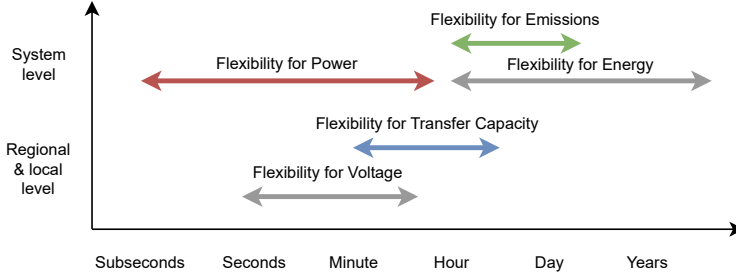 Flexibility for Emissions
System
level
Flexibility for Power
Flexibility for Energy
Flexibility for Transfer Capacity
Regional
& local
level
Flexibility for Voltage
Subseconds Seconds Minute Hour Day Years